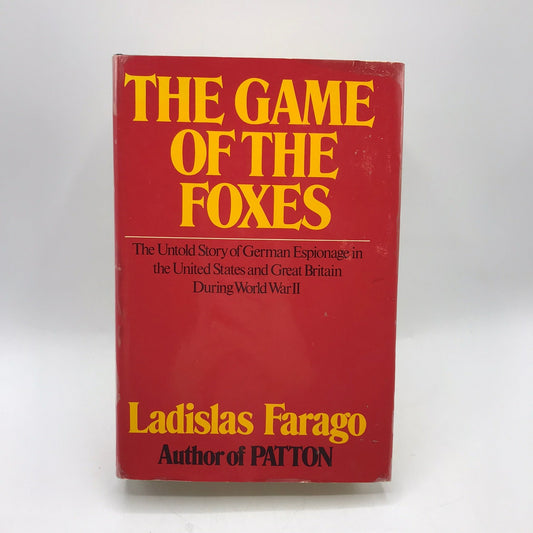 THE GAME
OF THE
FOXES
The Untold Story of German Espionage in
the United States and Great Britain
During World War II
Ladislas Farago
Author of PATTON